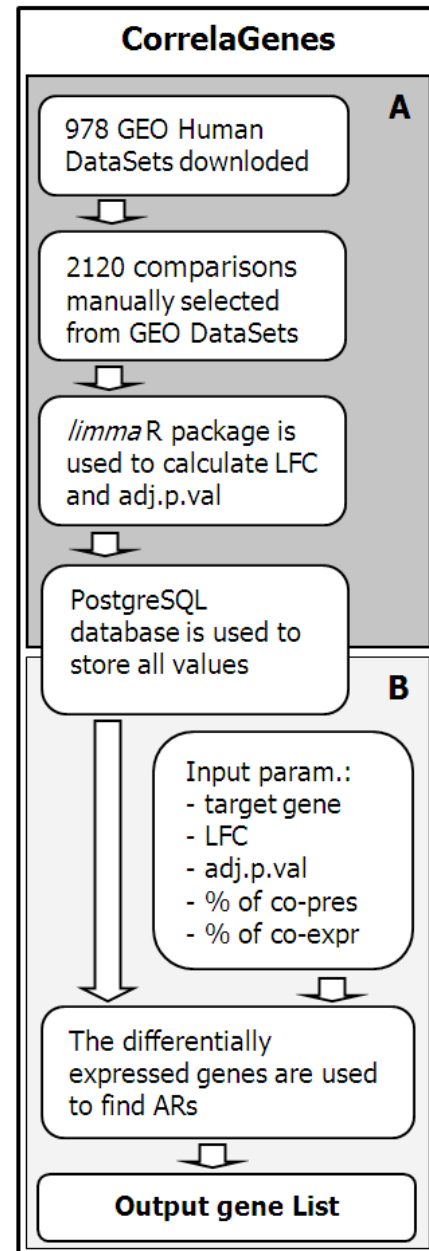 CorrelaGenes
A
978 GEO Human
DataSets downloded
2120 comparisons
manually selected
from GEO DataSets
limma R package is
used to calculate LFC
and adj.p.val
PostgreSQL
database is used to
store all values
B
Input param.:
- target gene
- LFC
- adj.p.val
- % of co-pres
- % of co-expr
The differentially
expressed genes are used
to find ARs
Output gene List